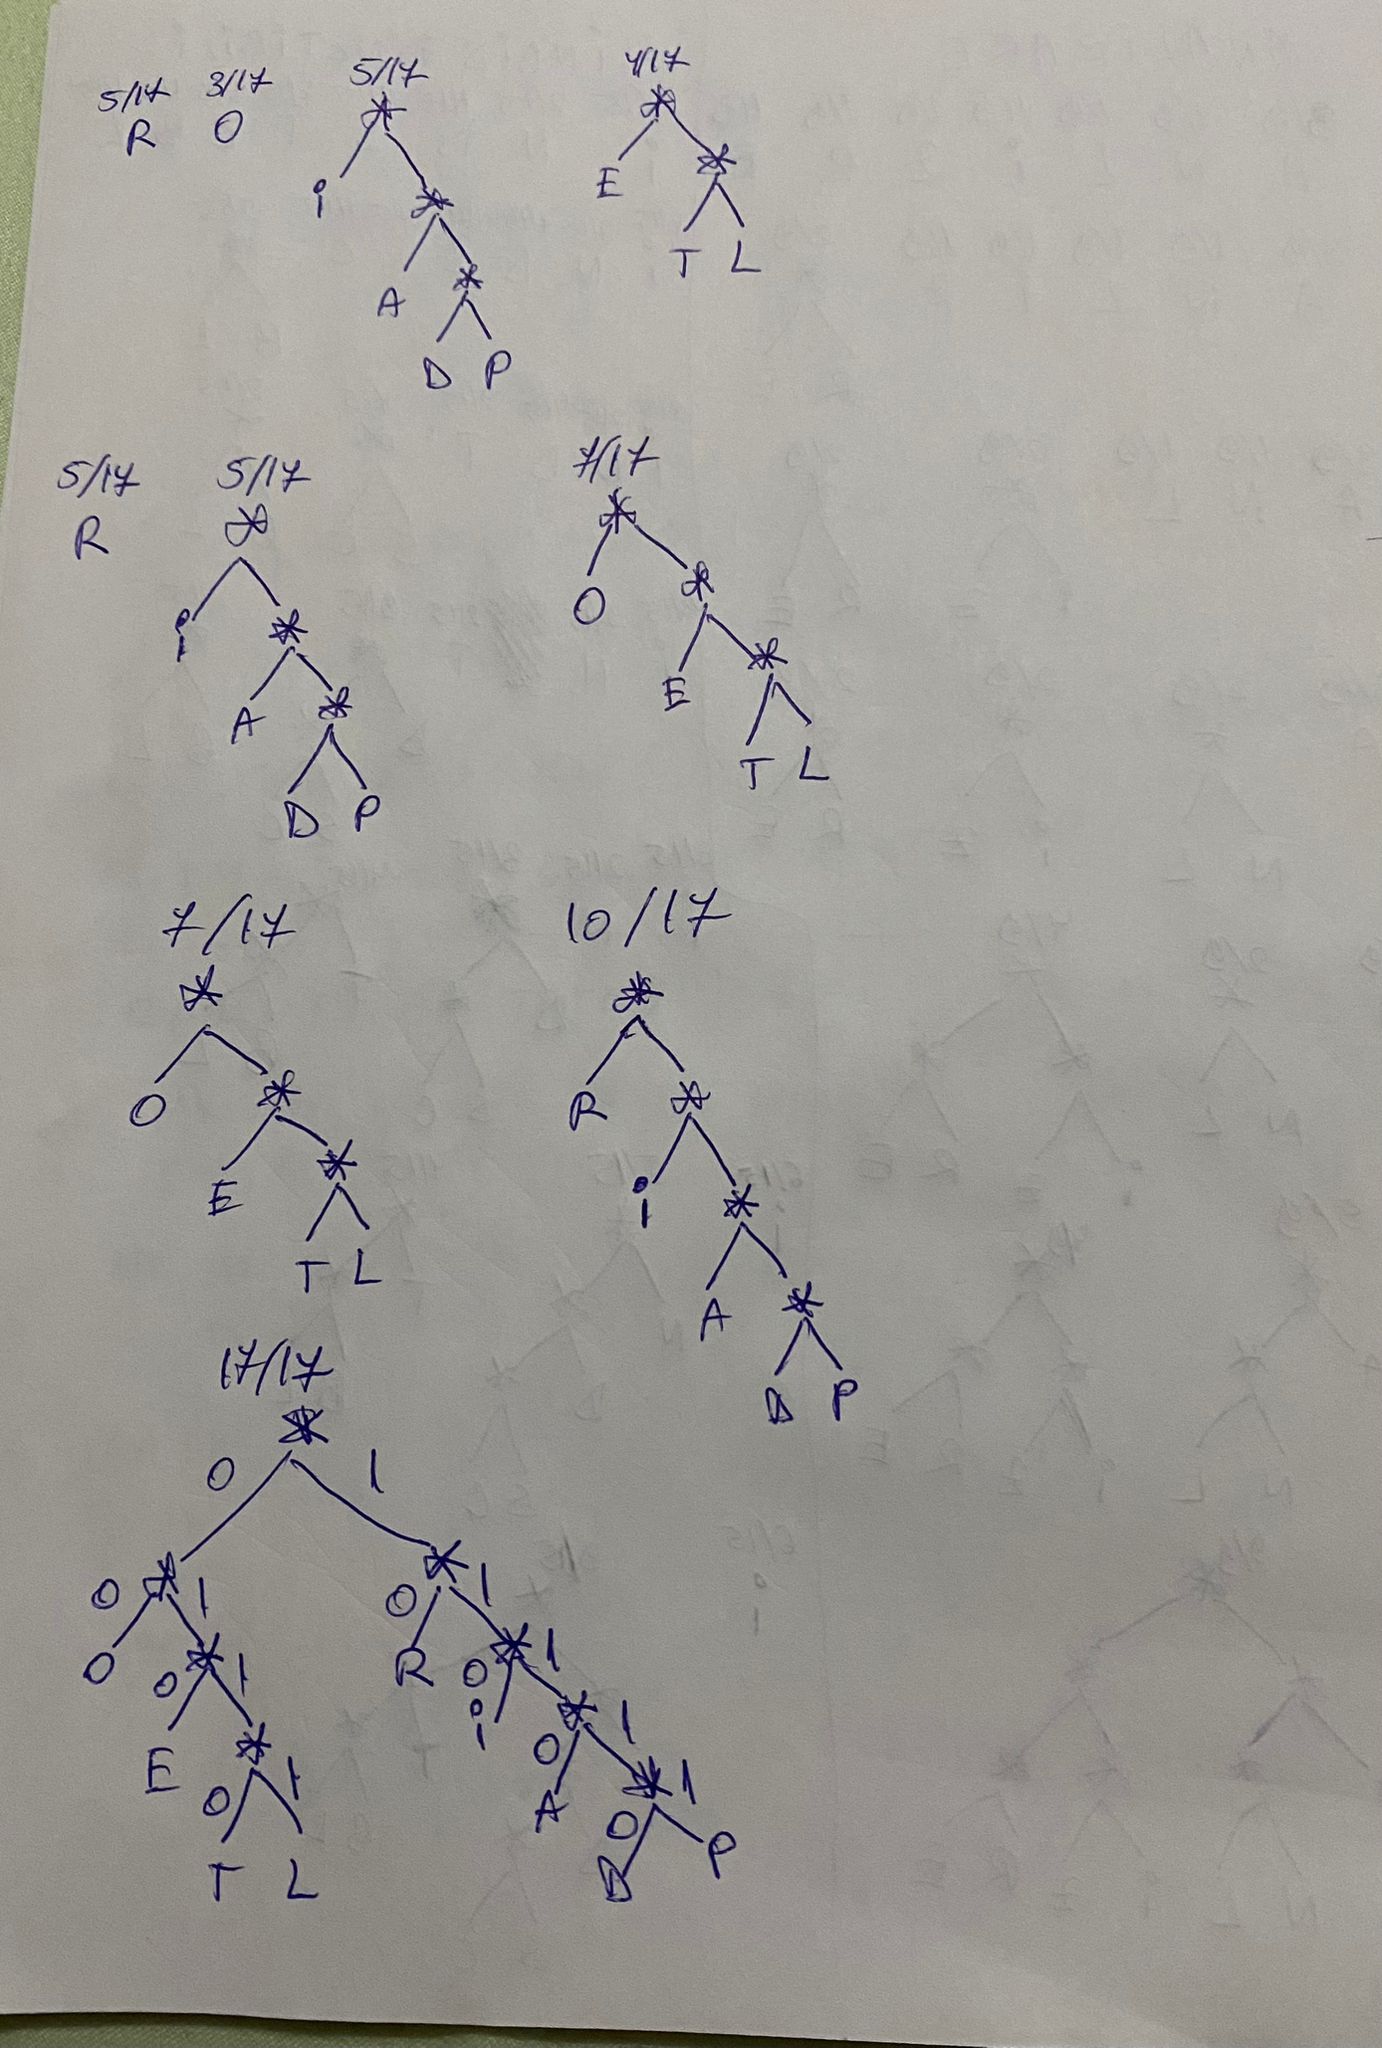 5/17 3/17 5/17 4/17
R O * *
i * E *
A * T L
D P
5/17 5/17 7/17
R * *
i * O *
A * E *
D P T L
7/17 10/17
* *
O * R *
E * i *
T L A *
D P
17/17
*
0 1
0 * 1 0 * 1
O 0 * 1 R 0 * 1
E * i 0 * 1
0 1 A 0 * 1
T L D P